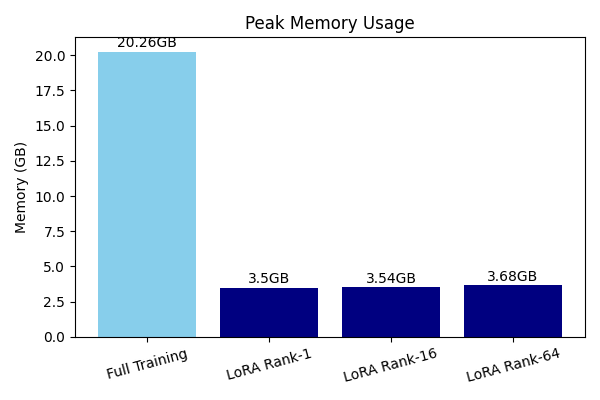 Peak Memory Usage
Memory (GB)
20.0
17.5
15.0
12.5
10.0
7.5
5.0
2.5
0.0
20.26GB
3.5GB
3.54GB
3.68GB
Full Training
LoRA Rank-1
LoRA Rank-16
LoRA Rank-64